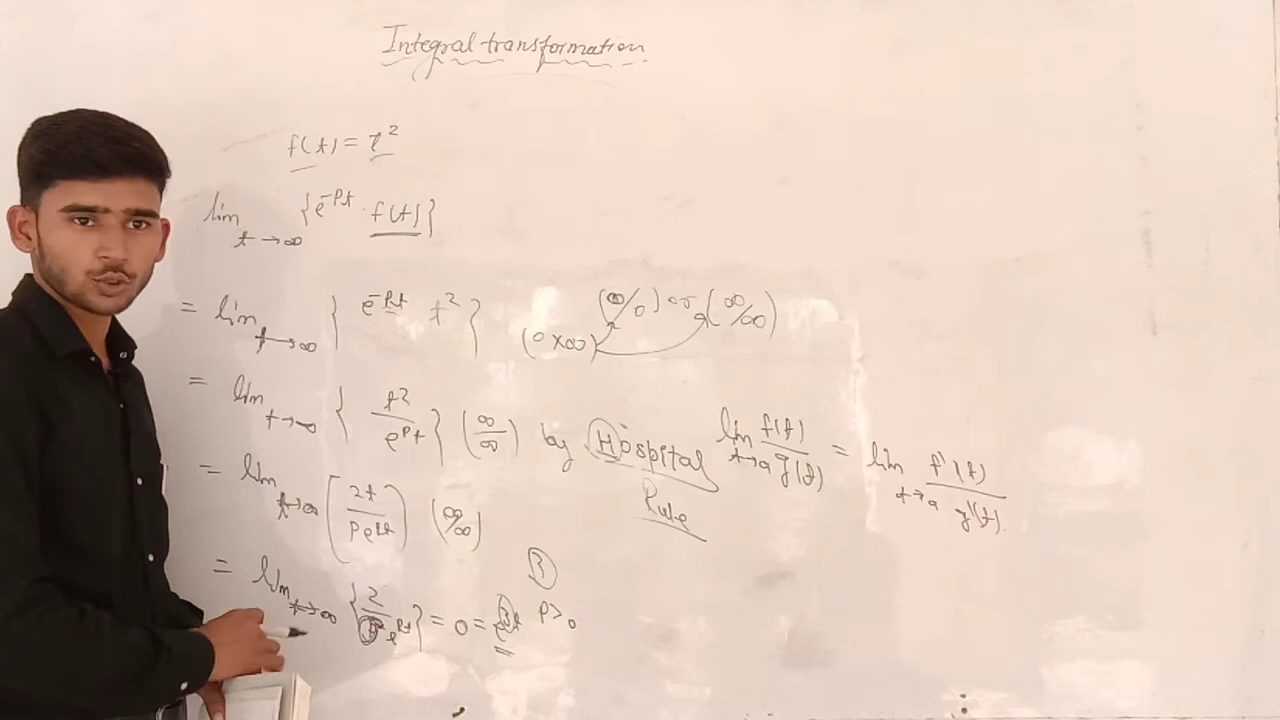 Integral transformation
f(t) = t²
lim t→∞ {e^-Pt · f(t)}
= lim t→∞ { e^-Pt t² } (0×∞) (0/0) or (∞/∞)
= lim t→∞ { t²/e^Pt } (∞/∞) by Hospital Rule lim t→a f(t)/g(t) = lim t→a f'(t)/g'(t).
= lim t→∞ (2t/Pe^Pt) (∞/∞)
= lim t→∞ {2/ e^Pt} = 0 = P>0